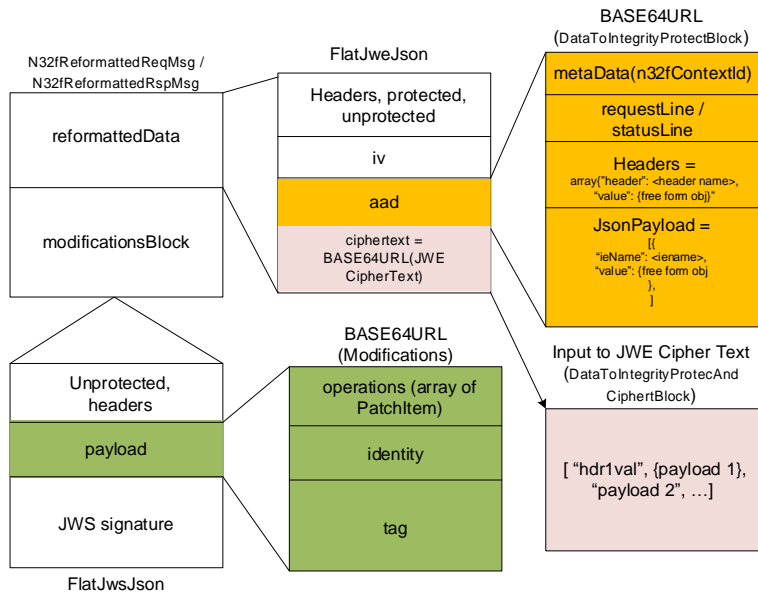 N32fReformattedReqMsg /
N32fReformattedRspMsg
reformattedData
modificationsBlock
FlatJweJson
Headers, protected,
unprotected
iv
aad
ciphertext =
BASE64URL(JWE
CipherText)
BASE64URL
(DataToIntegrityProtectBlock)
metaData(n32fContextId)
requestLine /
statusLine
Headers =
array{"header": <header name>,
"value": {free form obj}"
JsonPayload =
[{
"ieName": <iename>,
"value": {free form obj
},
]
Unprotected,
headers
payload
JWS signature
FlatJwsJson
BASE64URL
(Modifications)
operations (array of
PatchItem)
identity
tag
Input to JWE Cipher Text
(DataToIntegrityProtecAnd
CiphertBlock)
[ "hdr1val", {payload 1},
"payload 2", …]